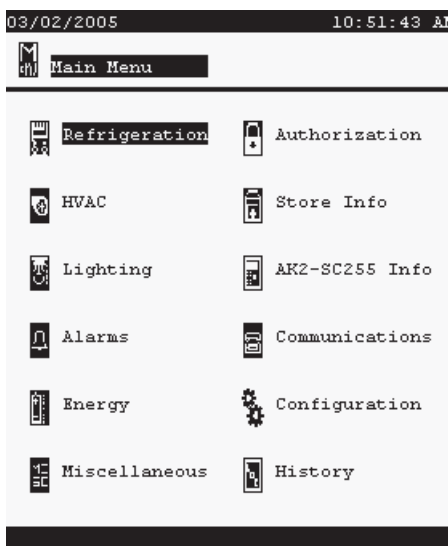 03/02/2005 10:51:43 AM
Main Menu
Refrigeration Authorization
HVAC Store Info
Lighting AK2-SC255 Info
Alarms Communications
Energy Configuration
Miscellaneous History